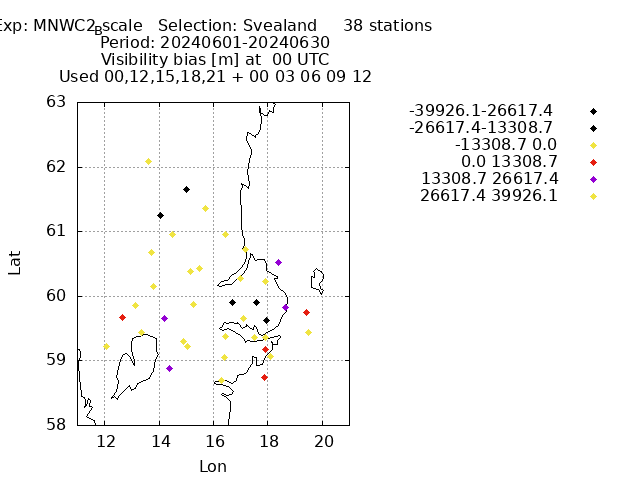 Exp: MNWC2Bscale Selection: Svealand 38 stations
Period: 20240601-20240630
Visibility bias [m] at 00 UTC
Used 00,12,15,18,21 + 00 03 06 09 12
-39926.1-26617.4
-26617.4-13308.7
-13308.7 0.0
0.0 13308.7
13308.7 26617.4
26617.4 39926.1
63
62
61
60
59
58
Lat
12 14 16 18 20
Lon